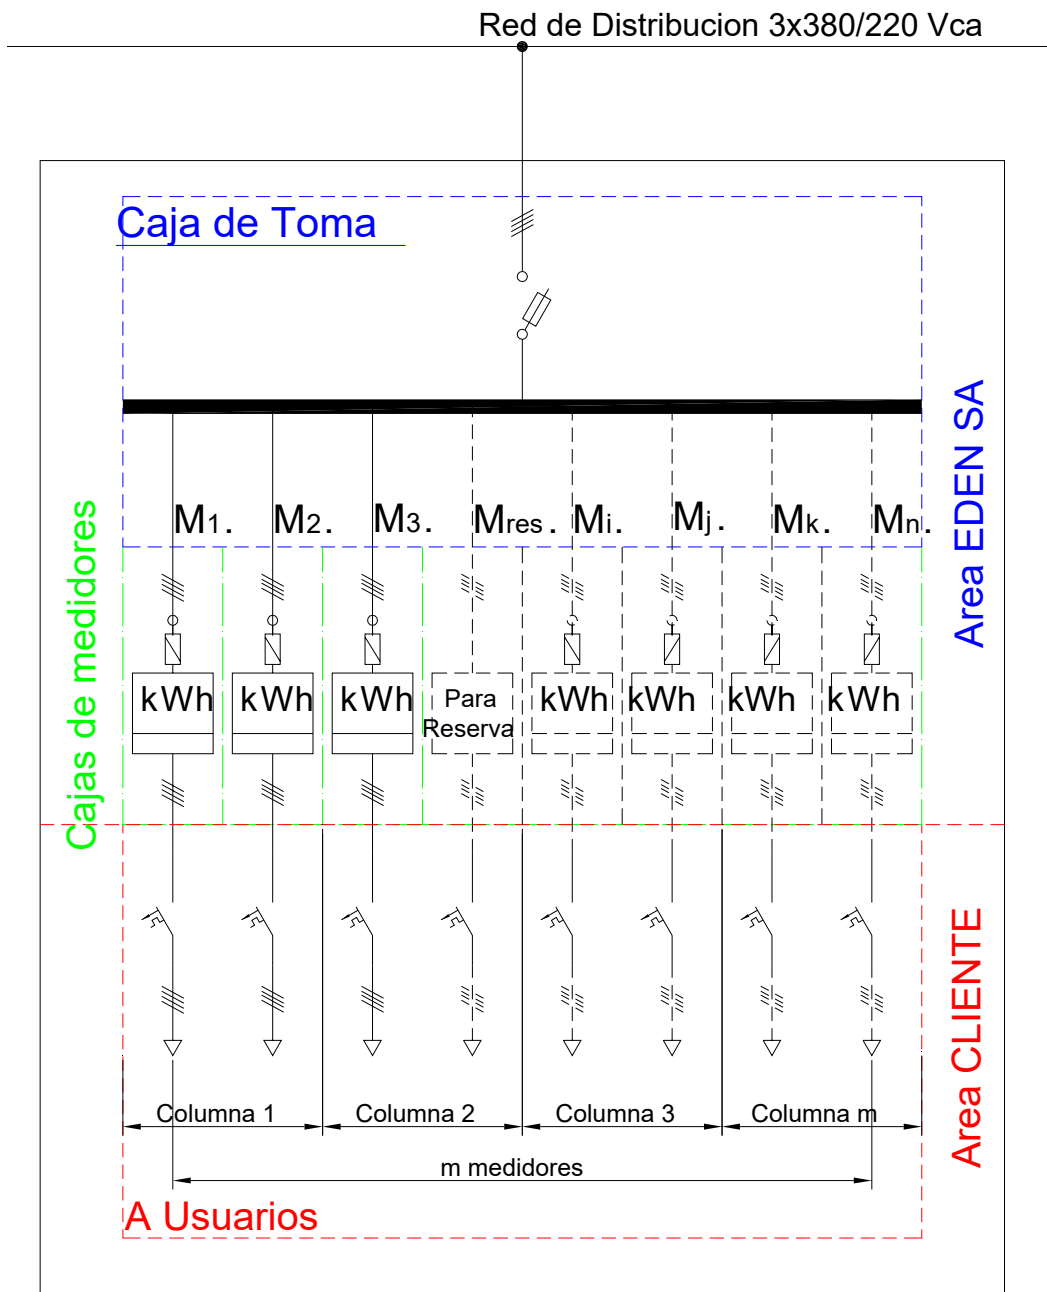 Red de Distribucion 3x380/220 Vca
Caja de Toma
Area EDEN SA
M1.
M2.
M3.
Mres.
Mi.
Mj.
Mk.
Mn.
Cajas de medidores
kWh
kWh
kWh
Para
Reserva
kWh
kWh
kWh
kWh
Area CLIENTE
Columna 1
Columna 2
Columna 3
Columna m
m medidores
A Usuarios